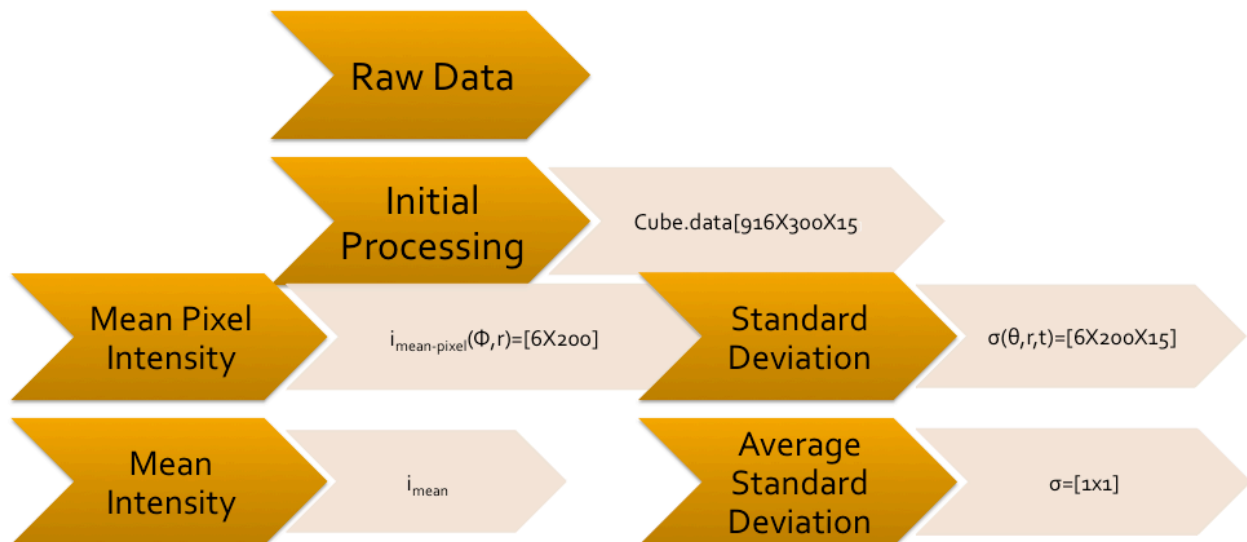 Raw Data
Initial
Processing
Cube.data[916X300X15
Mean Pixel
Intensity
imean-pixel(Φ,r)=[6X200]
Standard
Deviation
σ(θ,r,t)=[6X200X15]
Mean
Intensity
imean
Average
Standard
Deviation
σ=[1x1]